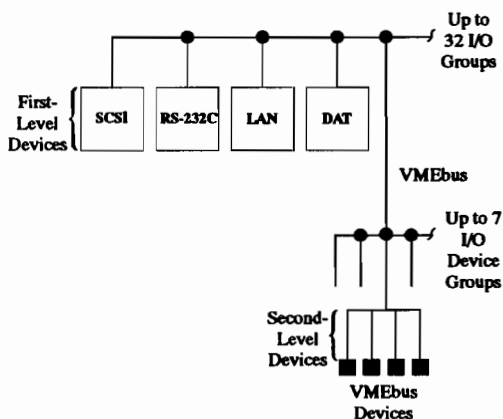 Up to
32 I/O
Groups
First-
Level
Devices
SCSI
RS-232C
LAN
DAT
VMEbus
Up to 7
I/O
Device
Groups
Second-
Level
Devices
VMEbus
Devices